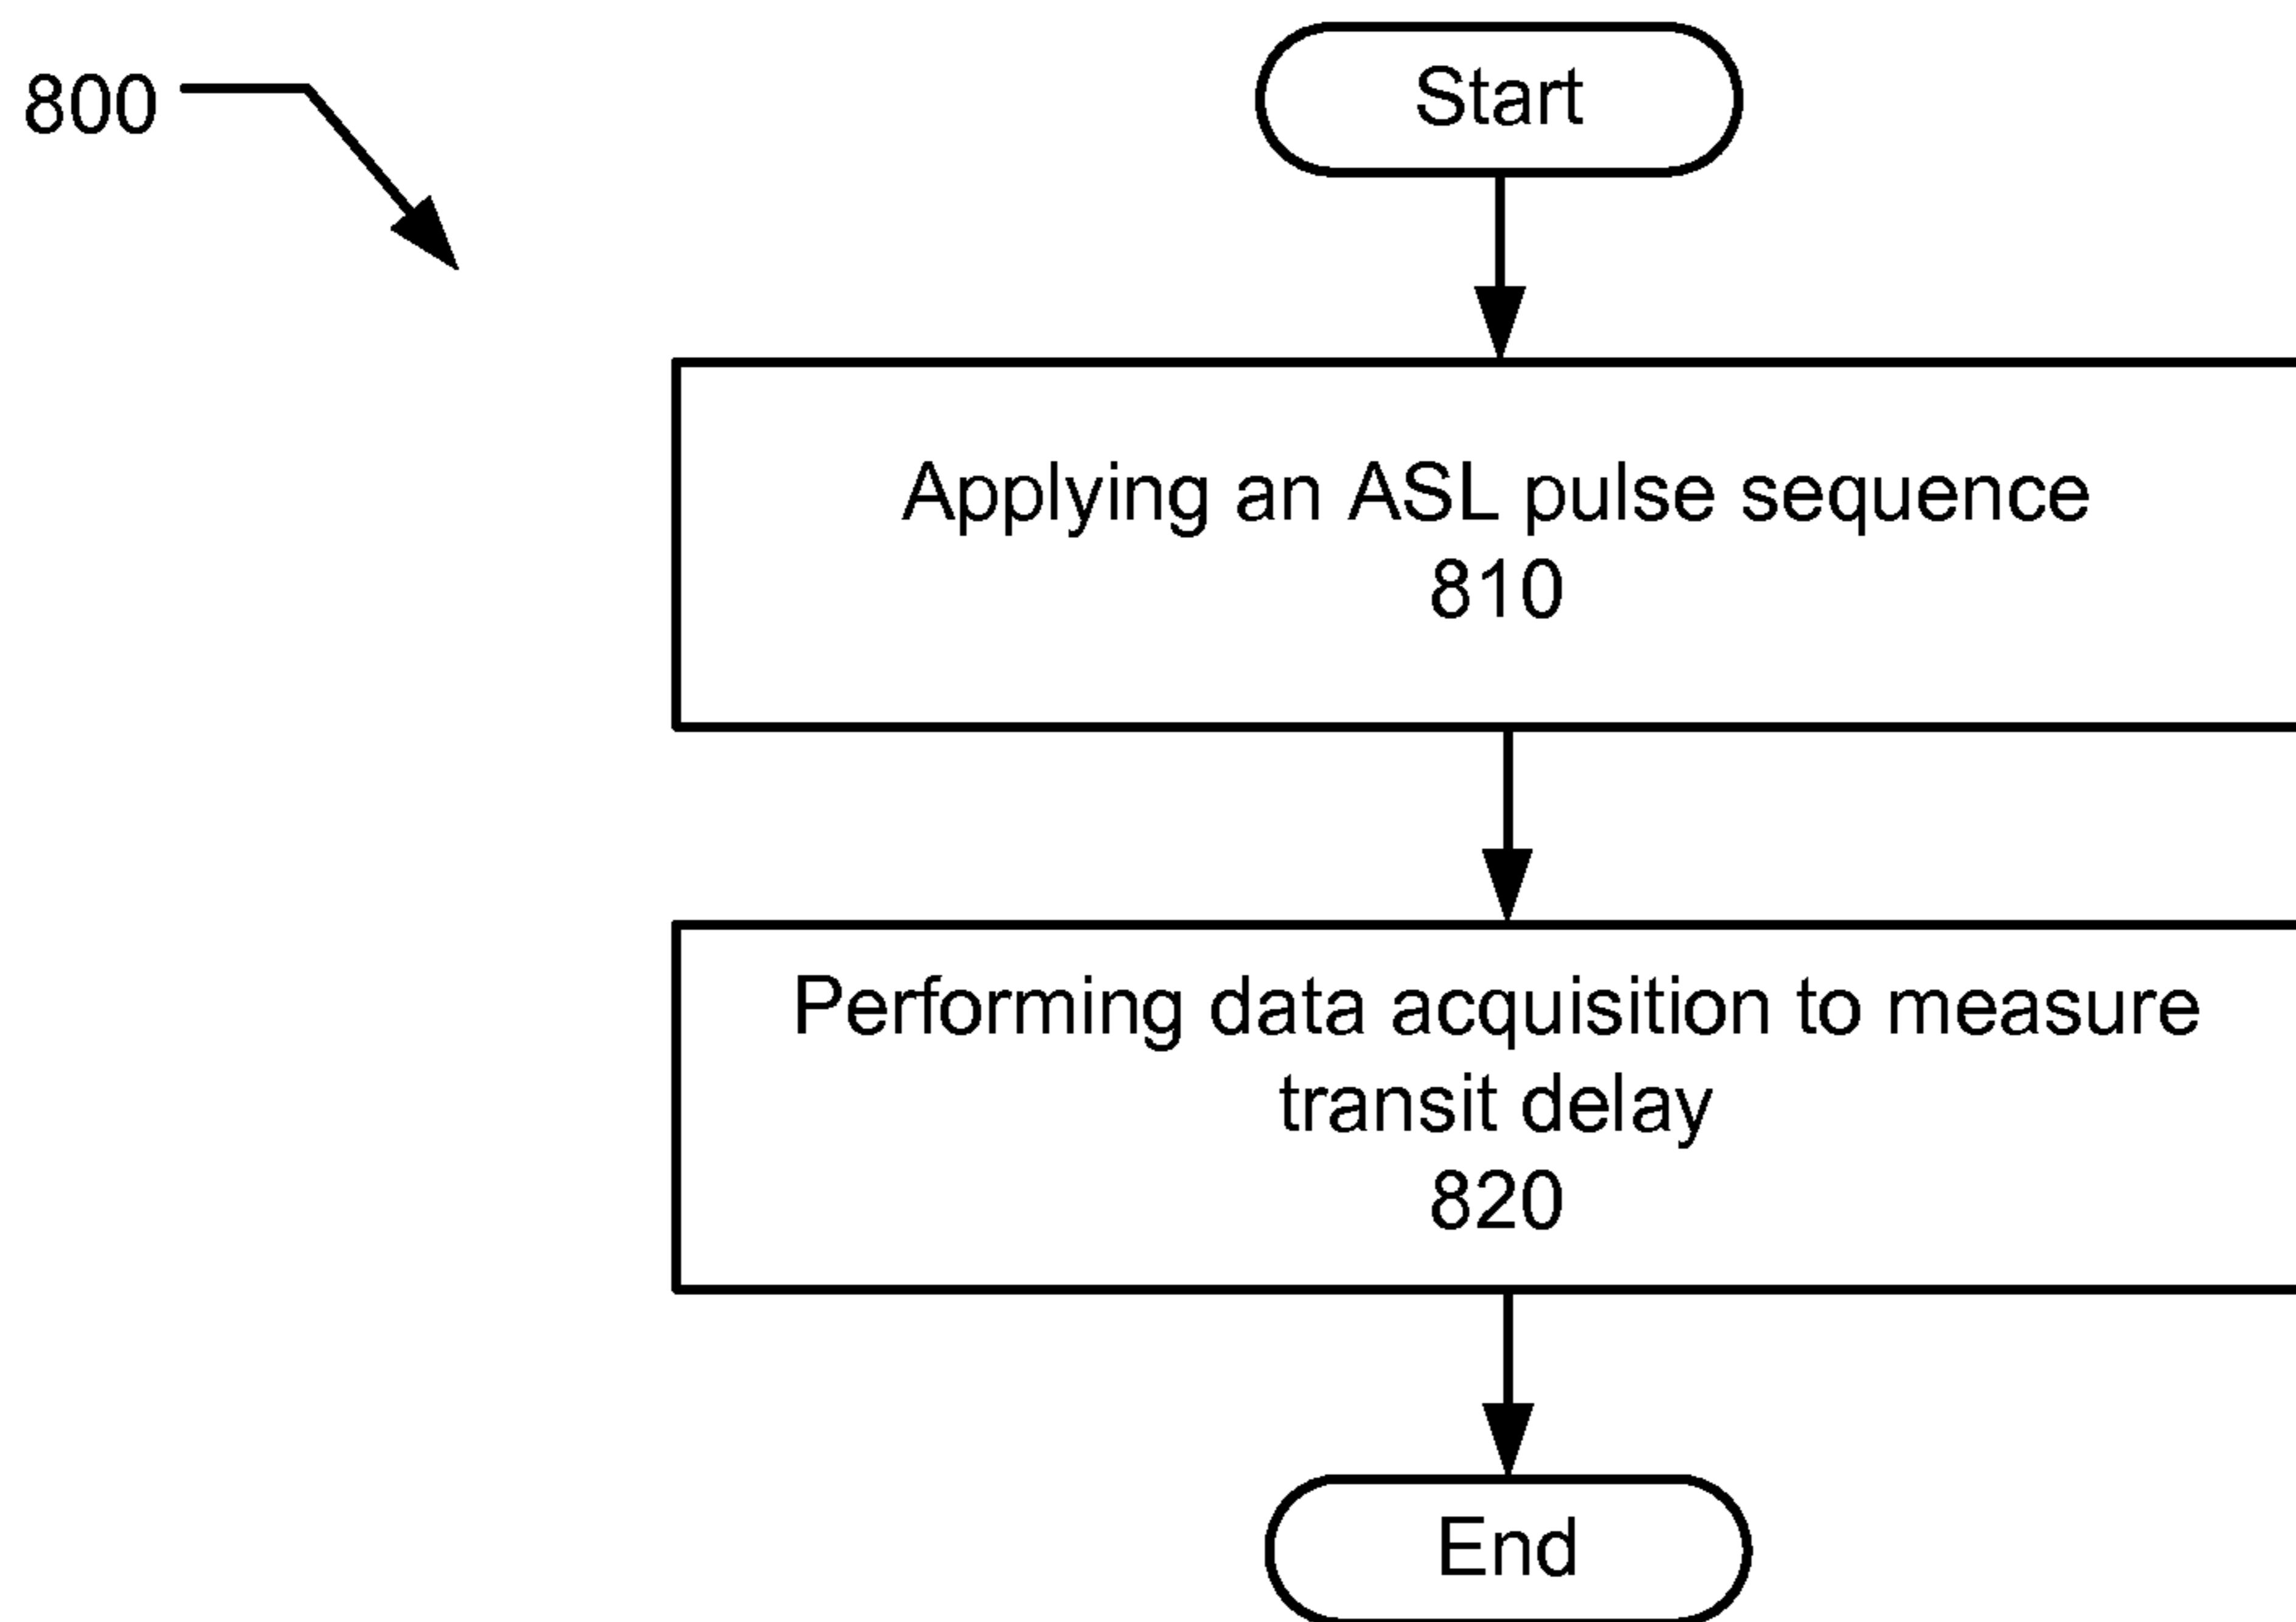 800
Start
Applying an ASL pulse sequence
810
Performing data acquisition to measure
transit delay
820
End